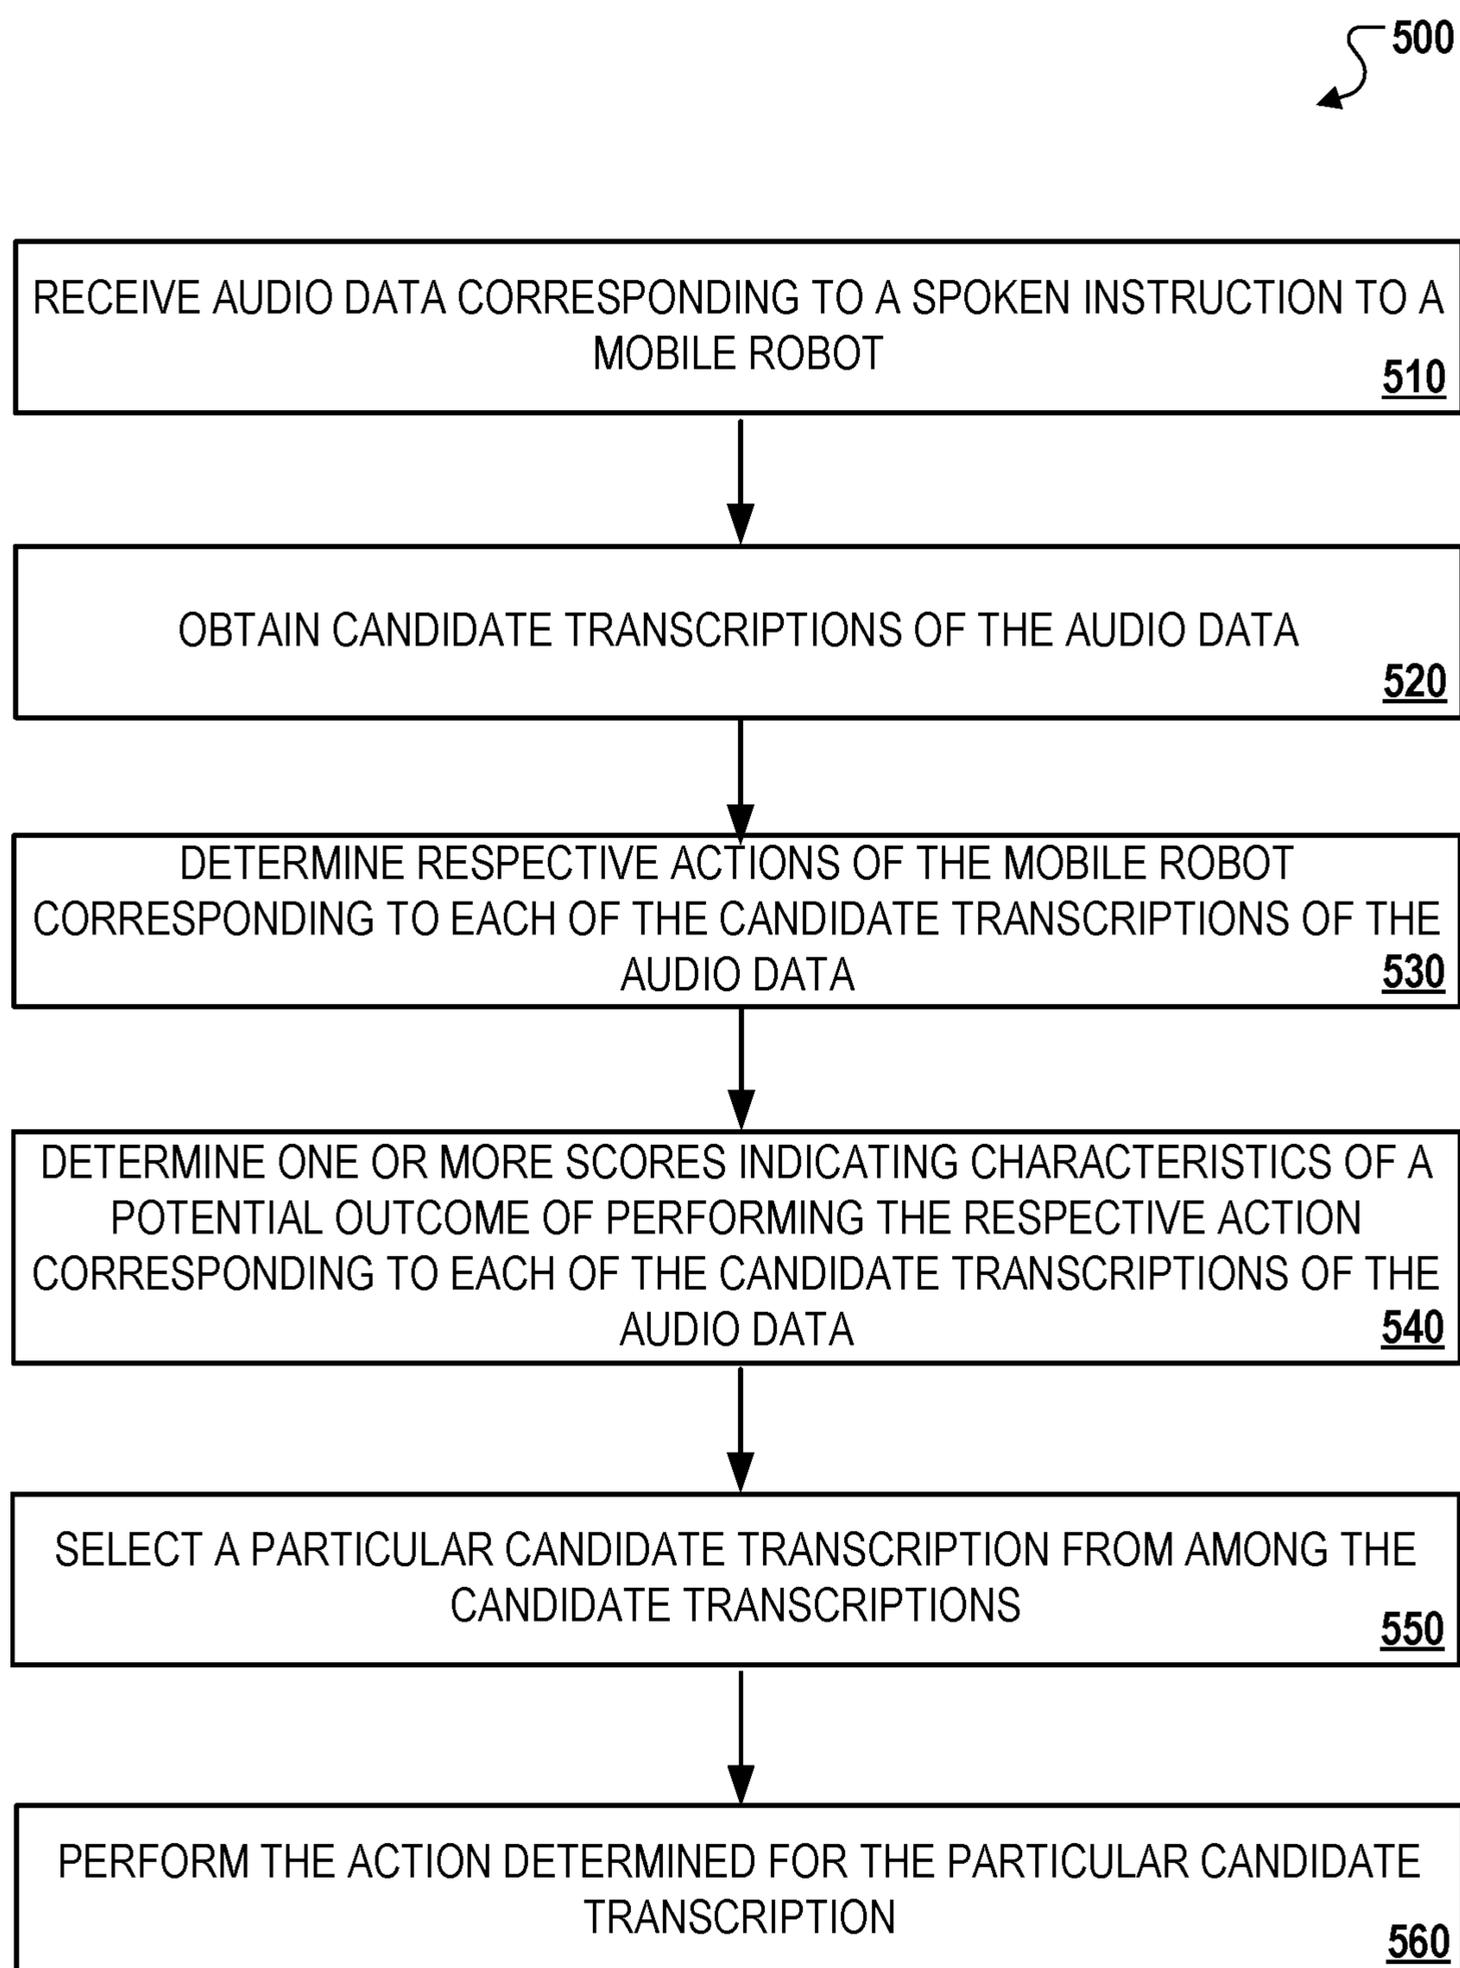 500
RECEIVE AUDIO DATA CORRESPONDING TO A SPOKEN INSTRUCTION TO A
MOBILE ROBOT
510
OBTAIN CANDIDATE TRANSCRIPTIONS OF THE AUDIO DATA
520
DETERMINE RESPECTIVE ACTIONS OF THE MOBILE ROBOT
CORRESPONDING TO EACH OF THE CANDIDATE TRANSCRIPTIONS OF THE
AUDIO DATA
530
DETERMINE ONE OR MORE SCORES INDICATING CHARACTERISTICS OF A
POTENTIAL OUTCOME OF PERFORMING THE RESPECTIVE ACTION
CORRESPONDING TO EACH OF THE CANDIDATE TRANSCRIPTIONS OF THE
AUDIO DATA
540
SELECT A PARTICULAR CANDIDATE TRANSCRIPTION FROM AMONG THE
CANDIDATE TRANSCRIPTIONS
550
PERFORM THE ACTION DETERMINED FOR THE PARTICULAR CANDIDATE
TRANSCRIPTION
560